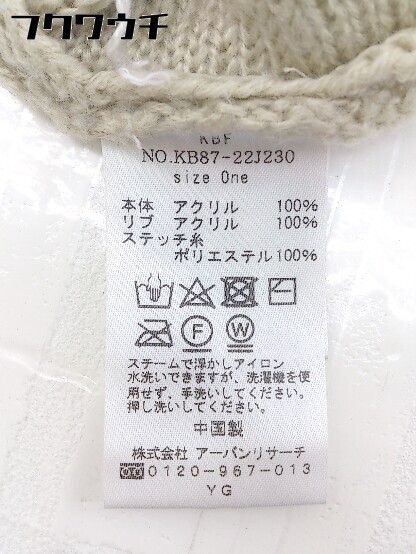 フクワウチ
KBF
NO.KB87-22J230
size One
本体 アクリル 100%
リブ アクリル 100%
ステッチ糸
ポリエステル100%
F W
スチームで浮かしアイロン
水洗いできますが、洗濯機を使
用せず、手洗いしてください。
押し洗いしてください。
中国製
株式会社 アーバンリサーチ
0120-967-013
YG